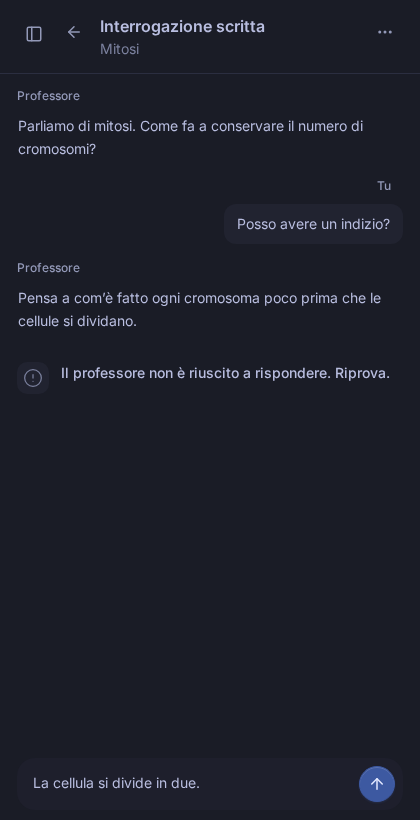 Interrogazione scritta
Mitosi
Professore
Parliamo di mitosi. Come fa a conservare il numero di
cromosomi?
Tu
Posso avere un indizio?
Professore
Pensa a com’è fatto ogni cromosoma poco prima che le
cellule si dividano.
Il professore non è riuscito a rispondere. Riprova.
La cellula si divide in due.